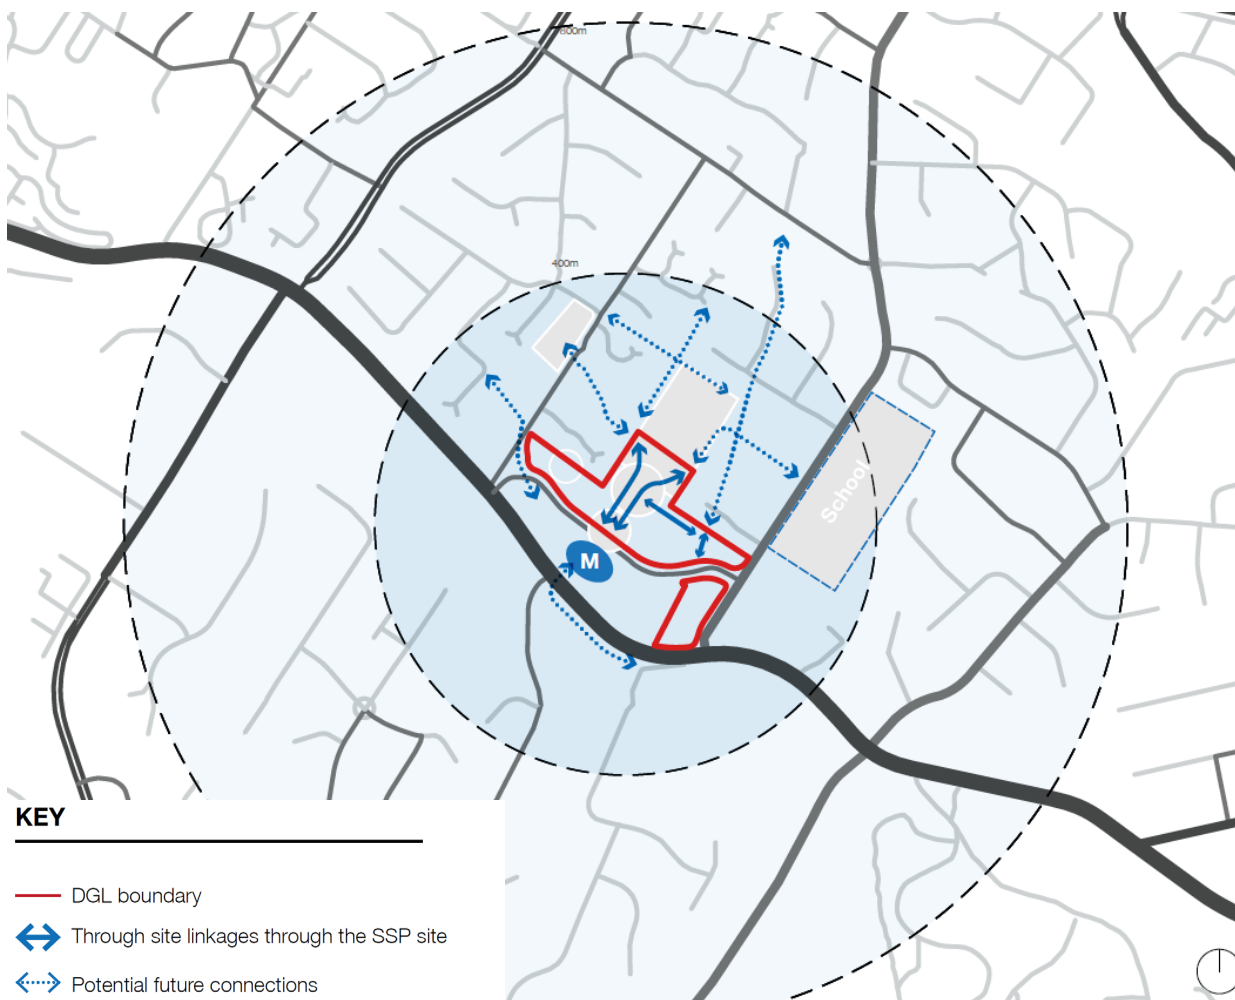 800m
400m
School
M
KEY
DGL boundary
Through site linkages through the SSP site
Potential future connections